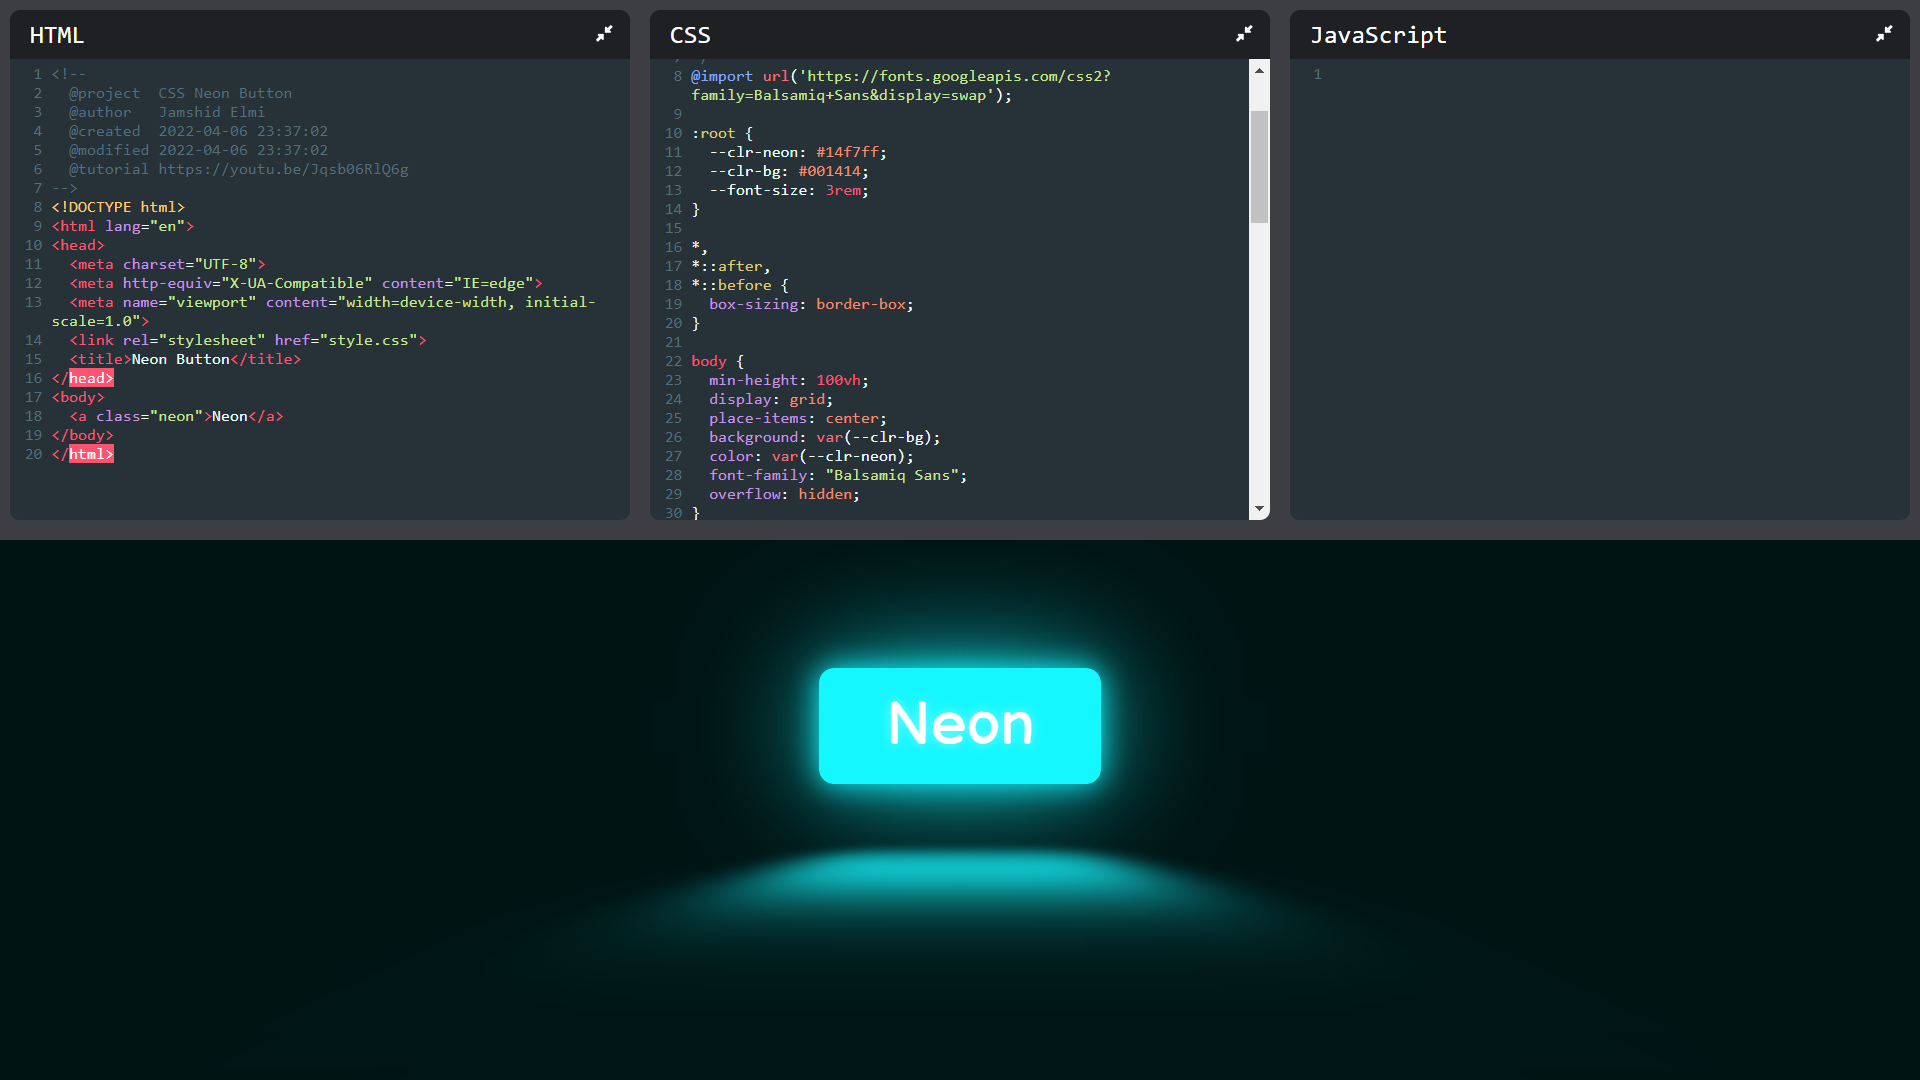 HTML
1 <!--
2   @project  CSS Neon Button
3   @author   Jamshid Elmi
4   @created  2022-04-06 23:37:02
5   @modified 2022-04-06 23:37:02
6   @tutorial https://youtu.be/Jqsb06RlQ6g
7 -->
8 <!DOCTYPE html>
9 <html lang="en">
10 <head>
11   <meta charset="UTF-8">
12   <meta http-equiv="X-UA-Compatible" content="IE=edge">
13   <meta name="viewport" content="width=device-width, initial-
scale=1.0">
14   <link rel="stylesheet" href="style.css">
15   <title>Neon Button</title>
16 </head>
17 <body>
18   <a class="neon">Neon</a>
19 </body>
20 </html>
CSS
8 @import url('https://fonts.googleapis.com/css2?
family=Balsamiq+Sans&display=swap');
9
10 :root {
11   --clr-neon: #14f7ff;
12   --clr-bg: #001414;
13   --font-size: 3rem;
14 }
15
16 *,
17 *::after,
18 *::before {
19   box-sizing: border-box;
20 }
21
22 body {
23   min-height: 100vh;
24   display: grid;
25   place-items: center;
26   background: var(--clr-bg);
27   color: var(--clr-neon);
28   font-family: "Balsamiq Sans";
29   overflow: hidden;
30 }
JavaScript
1
Neon